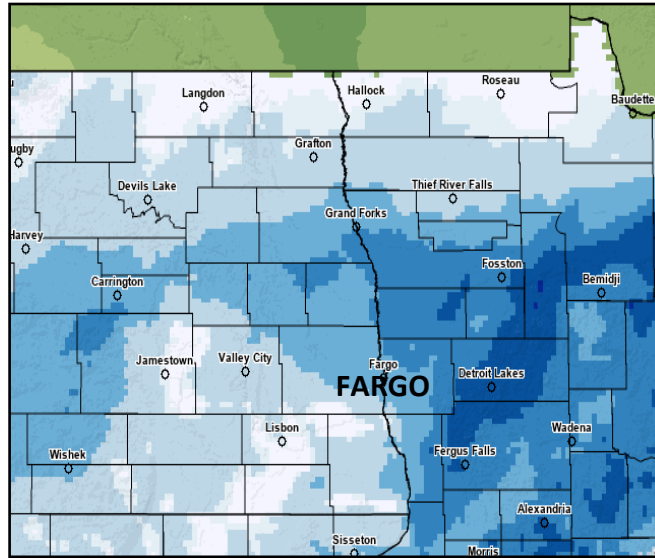 Langdon
Hallock
Roseau
Baudette
ugby
Grafton
Devils Lake
Thief River Falls
Grand Forks
Harvey
Carrington
Fosston
Bemidji
Jamestown
Valley City
Fargo
FARGO
Detroit Lakes
Lisbon
Wadena
Wishek
Fergus Falls
Alexandria
Sisseton
Morris